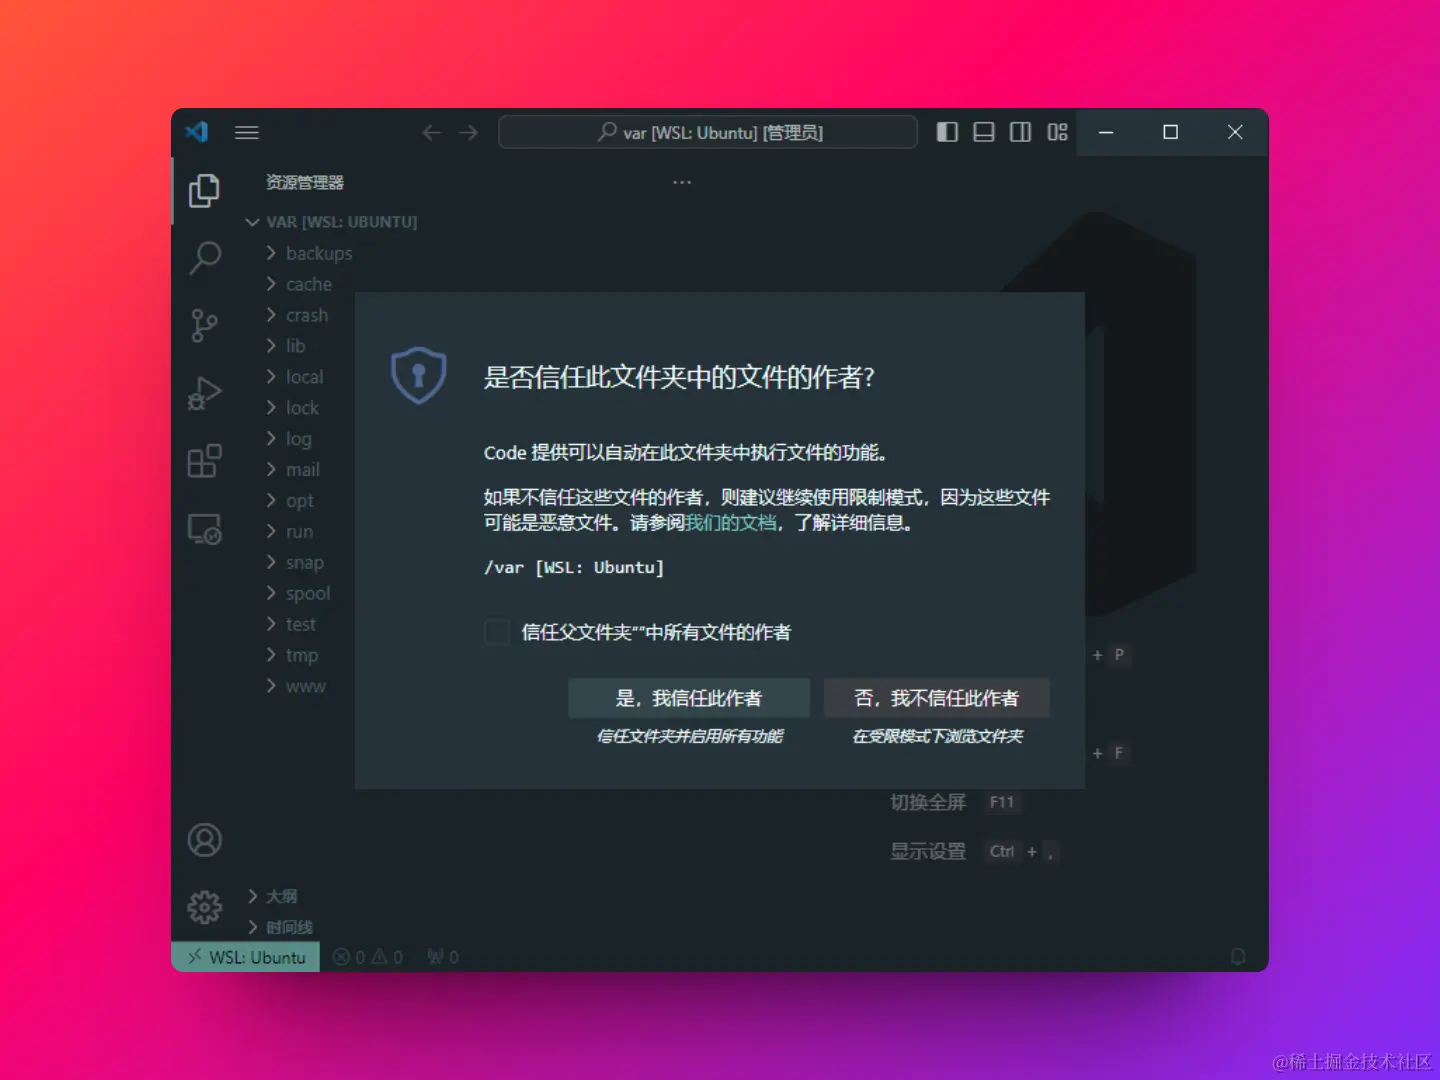 var [WSL: Ubuntu] [管理员]
资源管理器
VAR [WSL: UBUNTU]
backups
cache
crash
lib
local
lock
log
mail
opt
run
snap
spool
test
tmp
www
是否信任此文件夹中的文件的作者?
Code 提供可以自动在此文件夹中执行文件的功能。
如果不信任这些文件的作者，则建议继续使用限制模式，因为这些文件
可能是恶意文件。请参阅我们的文档，了解详细信息。
/var [WSL: Ubuntu]
信任父文件夹""中所有文件的作者
是，我信任此作者
否，我不信任此作者
信任文件夹并启用所有功能
在受限模式下浏览文件夹
+ P
+ F
切换全屏 F11
显示设置 Ctrl + ,
大纲
时间线
WSL: Ubuntu 0 0 0
@稀土掘金技术社区